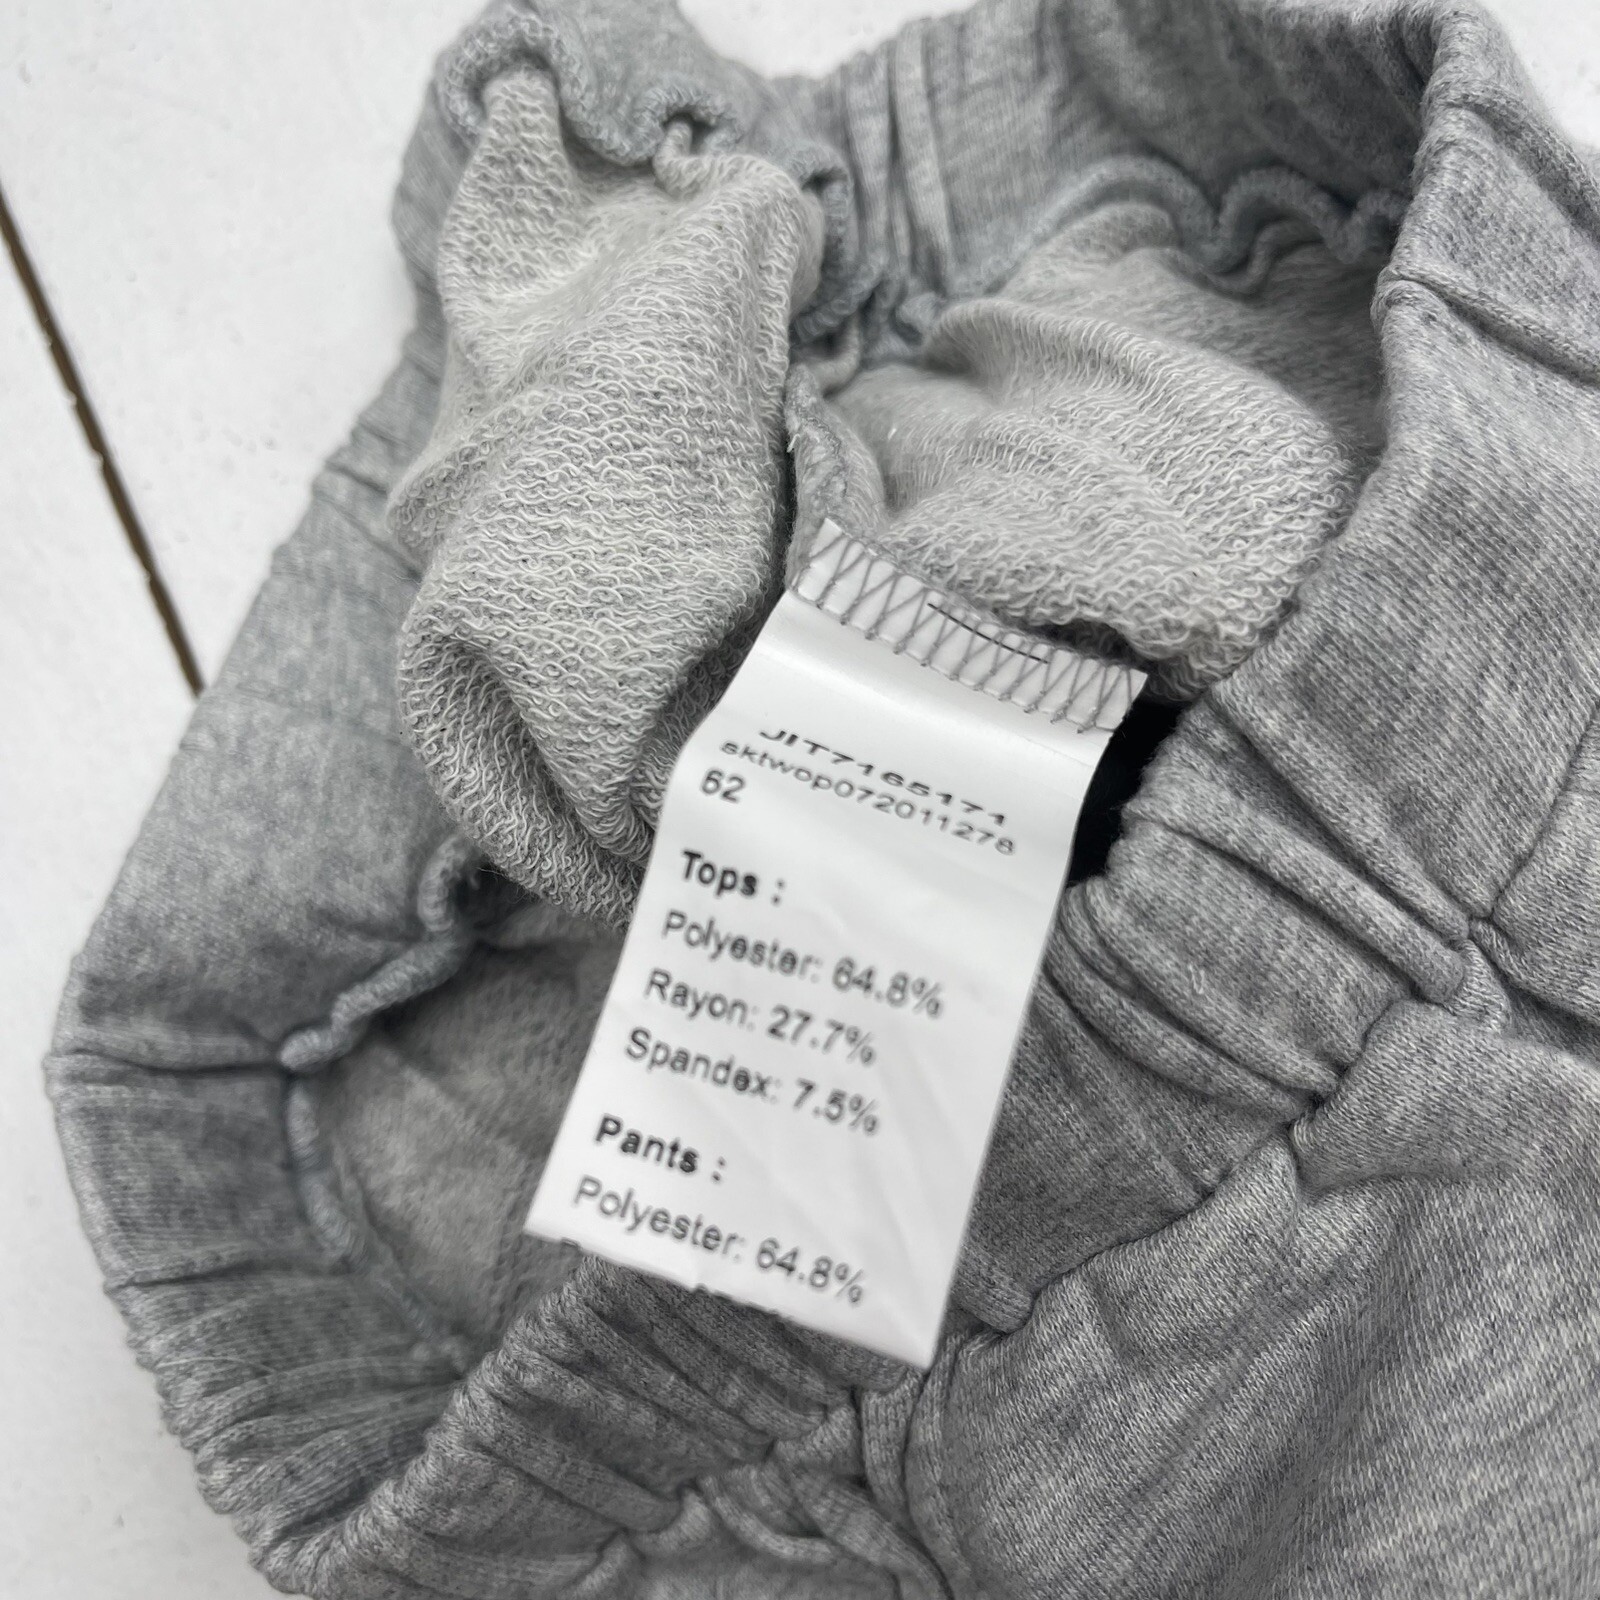 JIT7165171
sktwop072011278
62
Tops :
Polyester: 64.8%
Rayon: 27.7%
Spandex: 7.5%
Pants :
Polyester: 64.8%